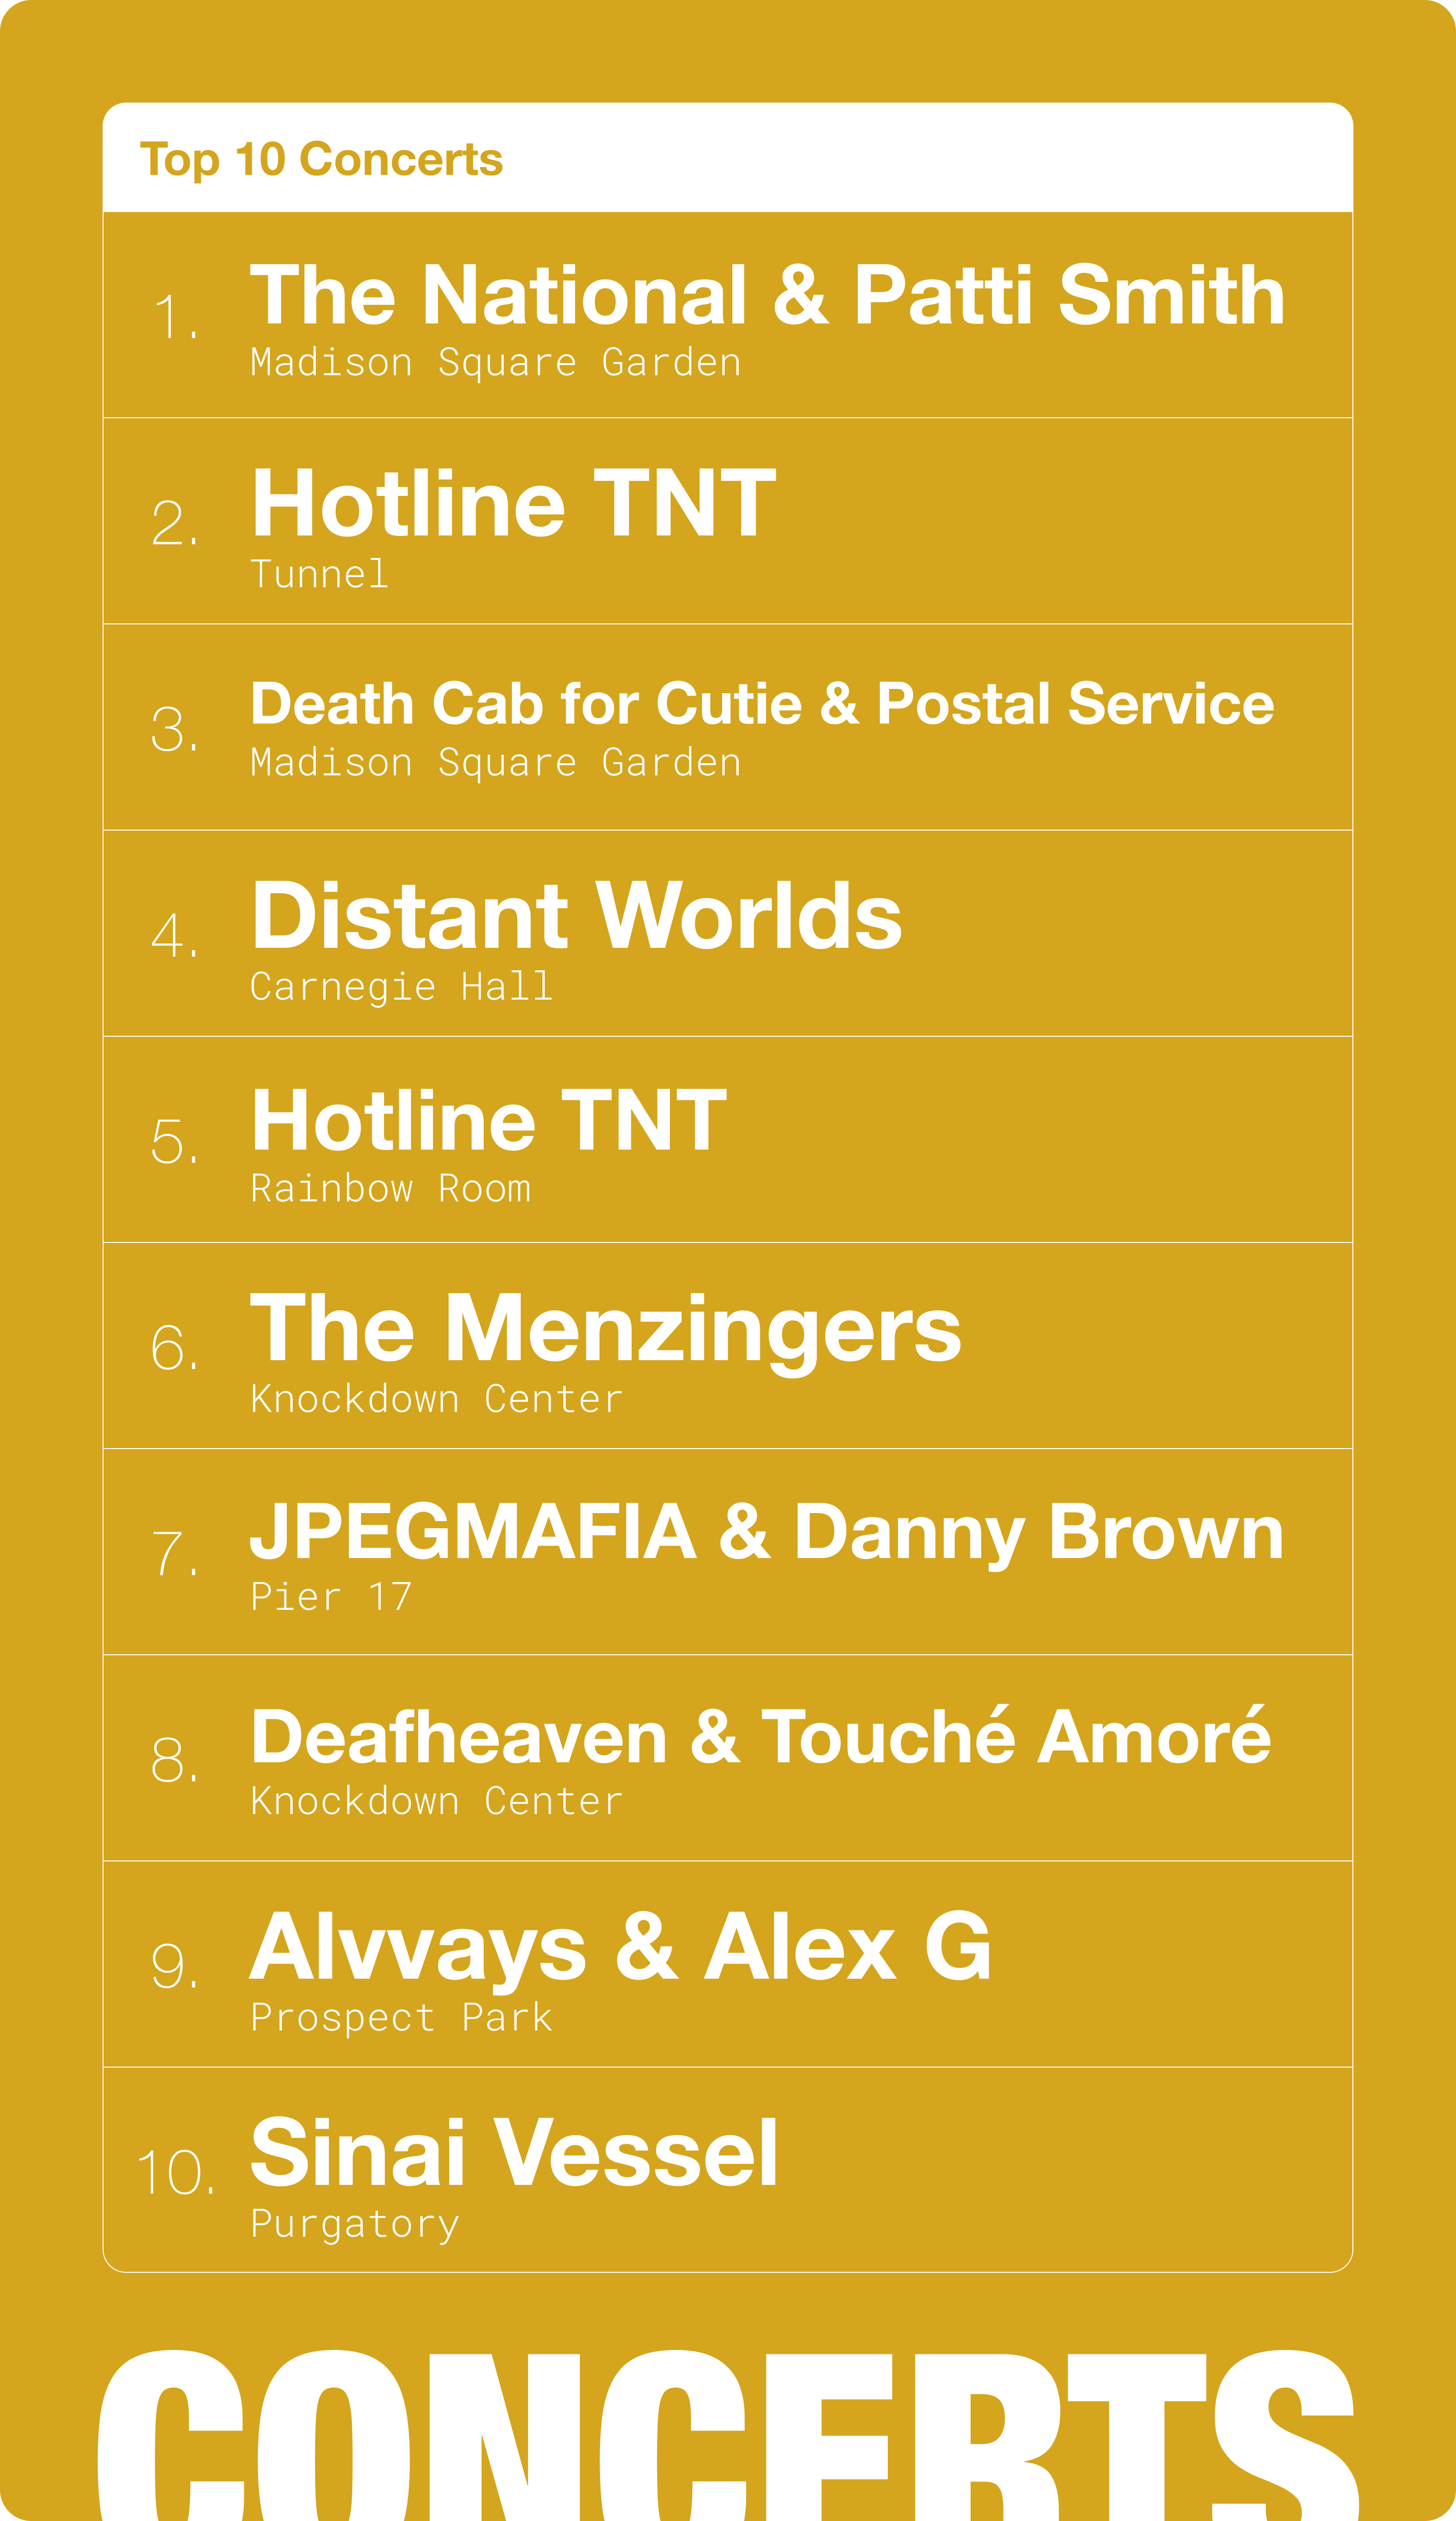 Top 10 Concerts
1. The National & Patti Smith
Madison Square Garden
2. Hotline TNT
Tunnel
3. Death Cab for Cutie & Postal Service
Madison Square Garden
4. Distant Worlds
Carnegie Hall
5. Hotline TNT
Rainbow Room
6. The Menzingers
Knockdown Center
7. JPEGMAFIA & Danny Brown
Pier 17
8. Deafheaven & Touché Amoré
Knockdown Center
9. Alvvays & Alex G
Prospect Park
10. Sinai Vessel
Purgatory
CONCERTS